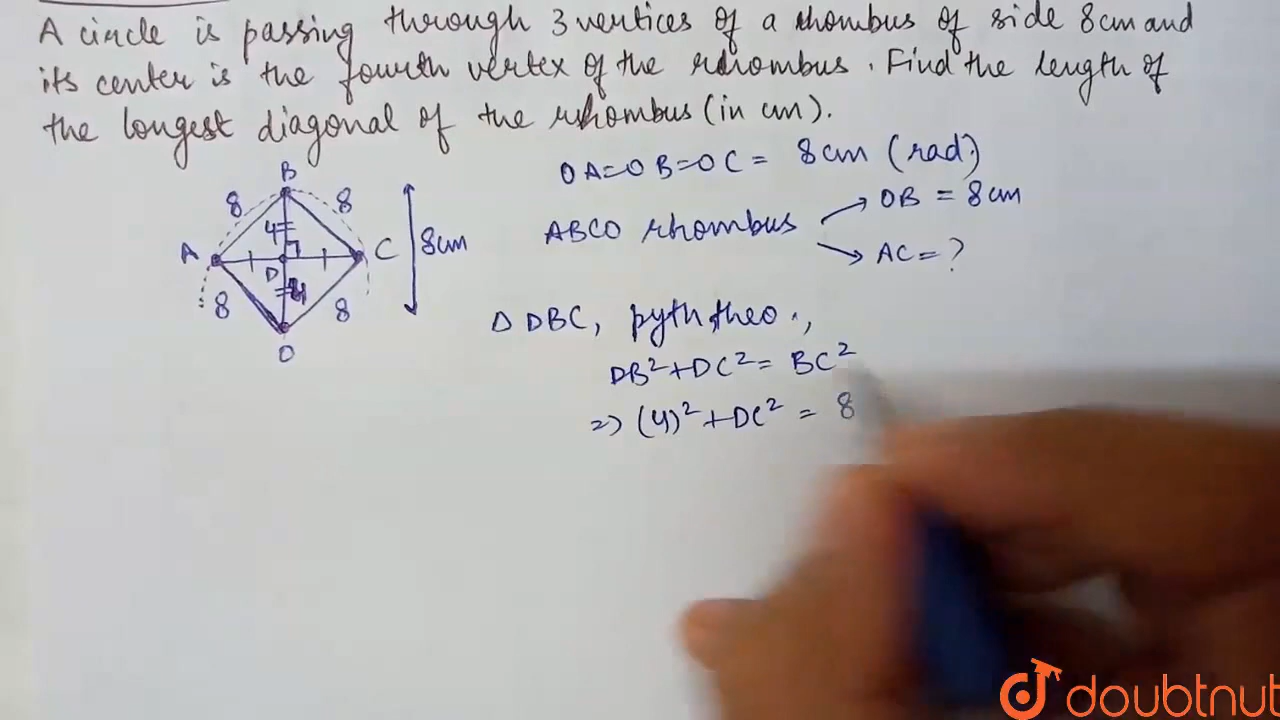 A circle is passing through 3 vertices of a rhombus of side 8cm and
its center is the fourth vertex of the rhombus. Find the length of
the longest diagonal of the rhombus (in cm).
OA=OB=OC= 8cm (rad.)
ABCO rhombus
OB = 8cm
AC = ?
B
8
8
4
A
D
C
8cm
8
4
8
O
Δ DBC, pyth. theo.,
DB²+DC²= BC²
=> (4)²+DC² = 8
doubtnut